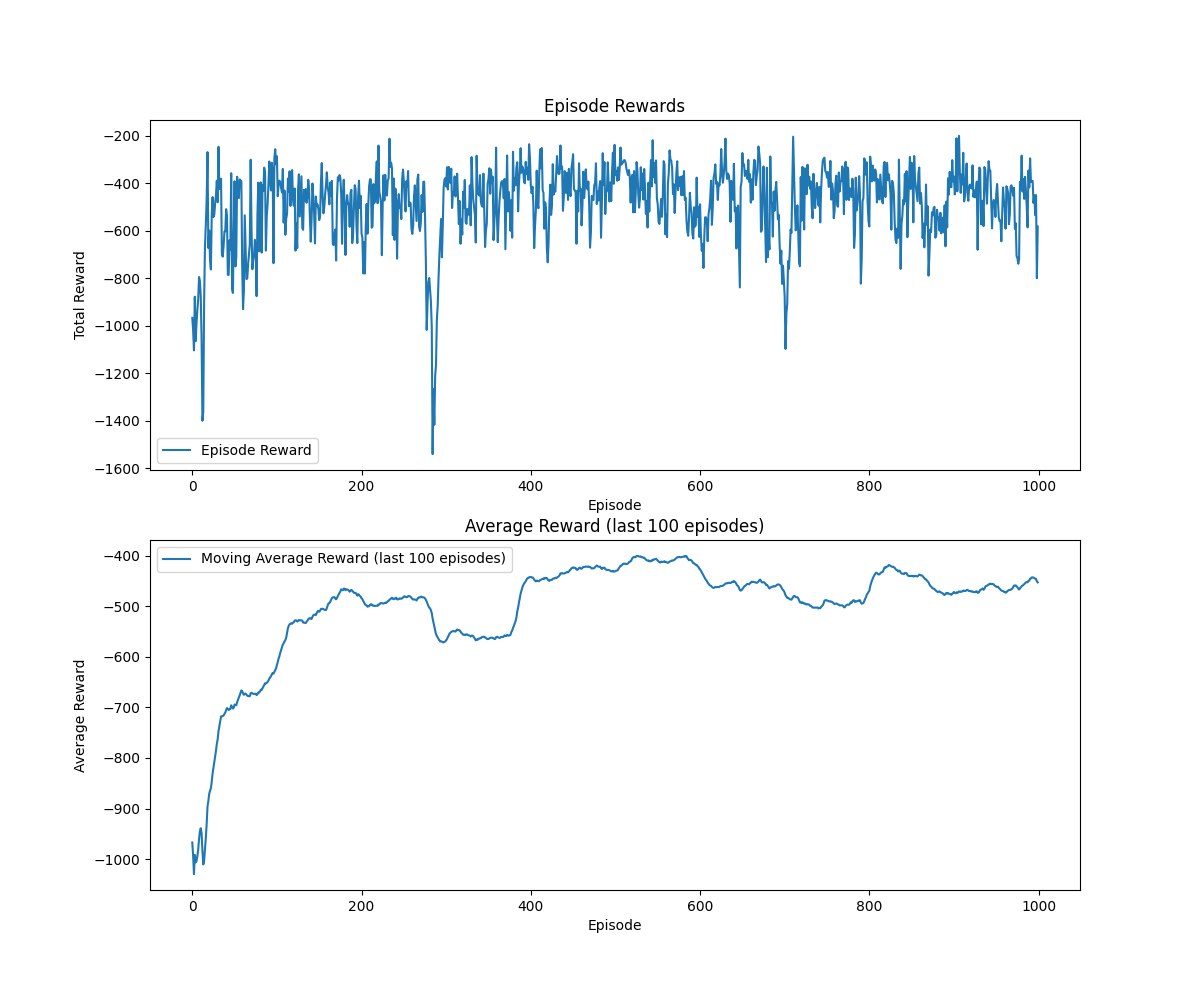 Episode Rewards
−200
−400
−600
−800
−1000
−1200
−1400
−1600
Total Reward
Episode Reward
0 200 400 600 800 1000
Episode
Average Reward (last 100 episodes)
Moving Average Reward (last 100 episodes)
−400
−500
−600
−700
−800
−900
−1000
Average Reward
0 200 400 600 800 1000
Episode